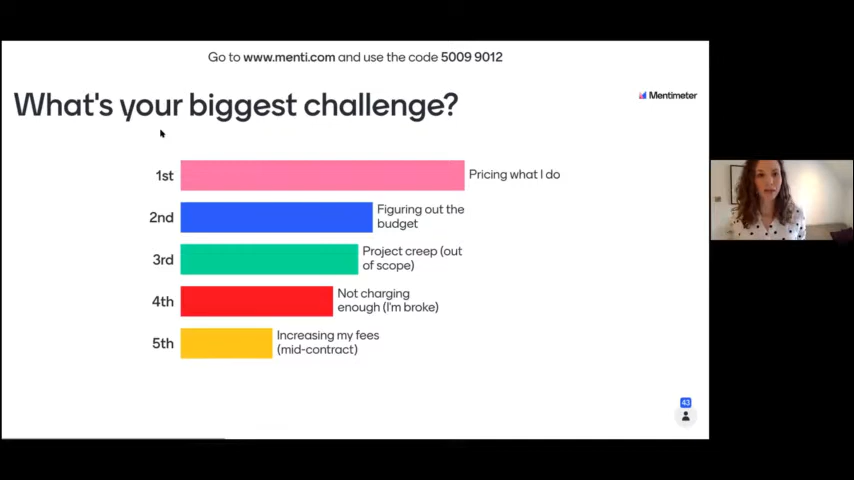 Go to www.menti.com and use the code 5009 9012
What's your biggest challenge?
Mentimeter
1st
Pricing what I do
2nd
Figuring out the
budget
3rd
Project creep (out
of scope)
4th
Not charging
enough (I'm broke)
5th
Increasing my fees
(mid-contract)
43